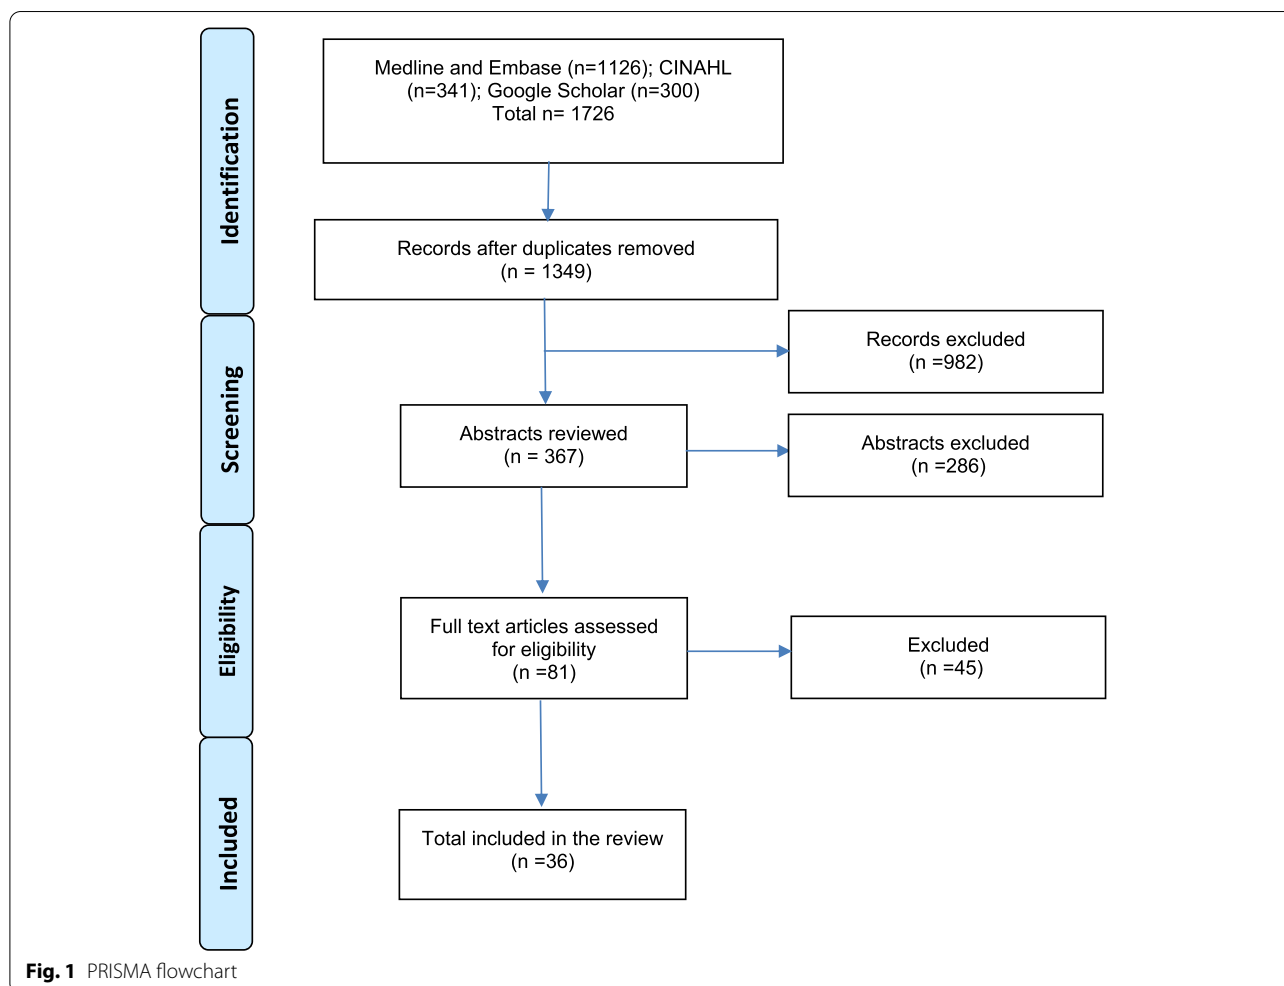 Identification
Medline and Embase (n=1126); CINAHL
(n=341); Google Scholar (n=300)
Total n= 1726
Records after duplicates removed
(n = 1349)
Screening
Records excluded
(n =982)
Abstracts reviewed
(n = 367)
Abstracts excluded
(n =286)
Eligibility
Full text articles assessed
for eligibility
(n =81)
Excluded
(n =45)
Included
Total included in the review
(n =36)
Fig. 1 PRISMA flowchart